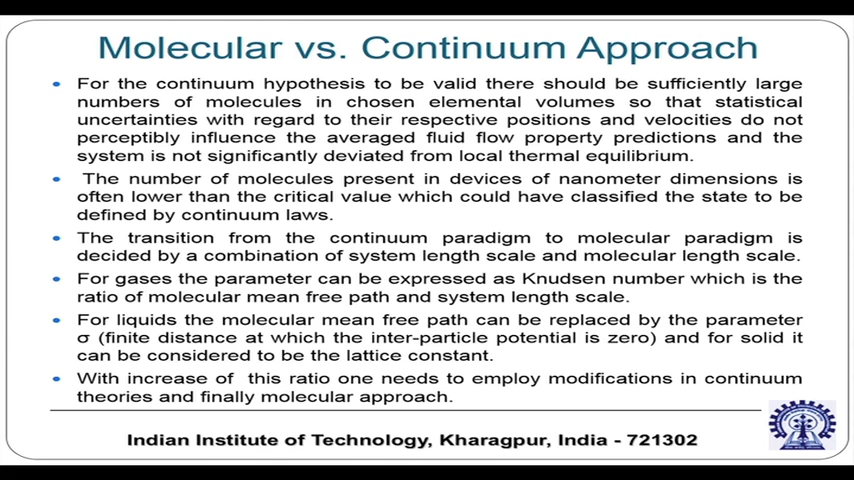 Molecular vs. Continuum Approach
• For the continuum hypothesis to be valid there should be sufficiently large
numbers of molecules in chosen elemental volumes so that statistical
uncertainties with regard to their respective positions and velocities do not
perceptibly influence the averaged fluid flow property predictions and the
system is not significantly deviated from local thermal equilibrium.
• The number of molecules present in devices of nanometer dimensions is
often lower than the critical value which could have classified the state to be
defined by continuum laws.
• The transition from the continuum paradigm to molecular paradigm is
decided by a combination of system length scale and molecular length scale.
• For gases the parameter can be expressed as Knudsen number which is the
ratio of molecular mean free path and system length scale.
• For liquids the molecular mean free path can be replaced by the parameter
σ (finite distance at which the inter-particle potential is zero) and for solid it
can be considered to be the lattice constant.
• With increase of this ratio one needs to employ modifications in continuum
theories and finally molecular approach.
Indian Institute of Technology, Kharagpur, India - 721302